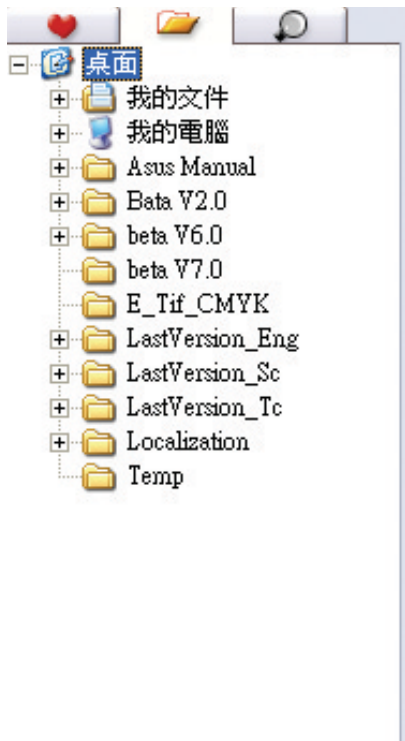 桌面
我的文件
我的電腦
Asus Manual
Bata V2.0
beta V6.0
beta V7.0
E_Tif_CMYK
LastVersion_Eng
LastVersion_Sc
LastVersion_Tc
Localization
Temp